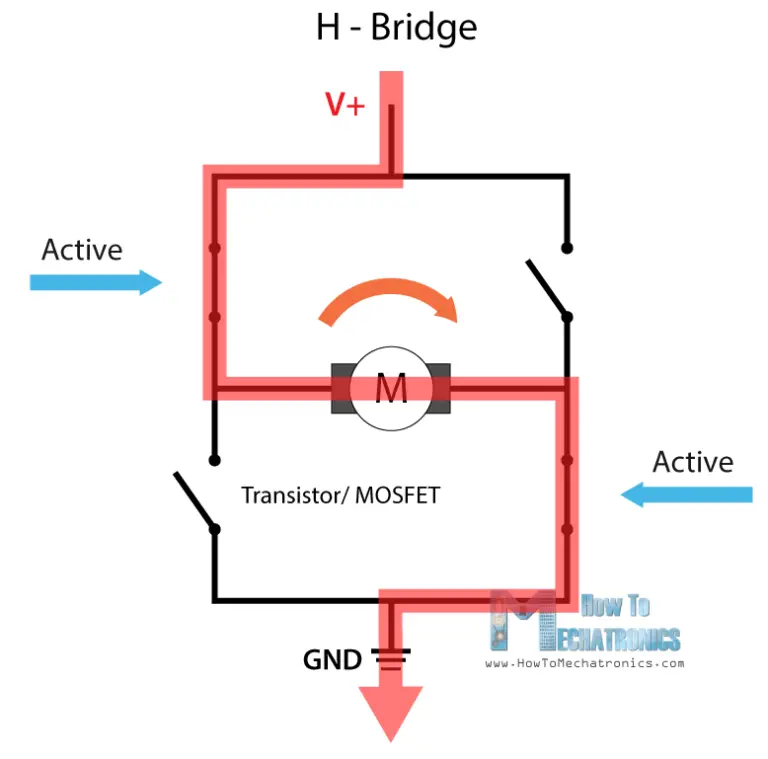 H - Bridge
V+
Active
M
Active
Transistor/ MOSFET
How To
MECHATRONICS
GND
www.HowToMechatronics.com